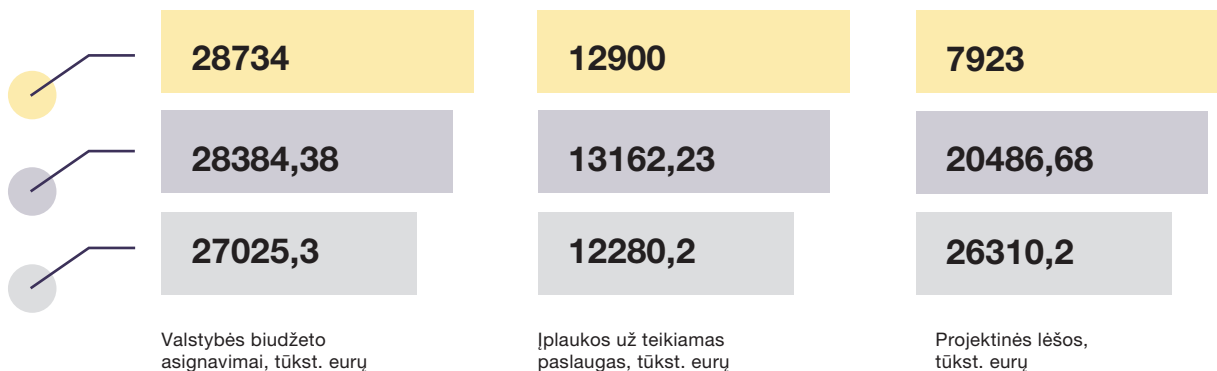 28734
12900
7923
28384,38
13162,23
20486,68
27025,3
12280,2
26310,2
Valstybės biudžeto
asignavimai, tūkst. eurų
Įplaukos už teikiamas
paslaugas, tūkst. eurų
Projektinės lėšos,
tūkst. eurų